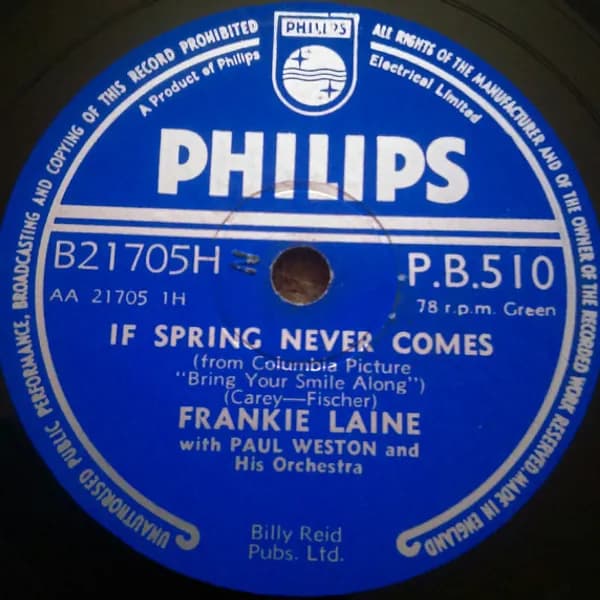 UNAUTHORISED PUBLIC PERFORMANCE, BROADCASTING AND COPYING OF THIS RECORD PROHIBITED
ALL RIGHTS OF THE MANUFACTURER AND OF THE OWNER OF THE RECORDED WORK RESERVED. MADE IN ENGLAND
PHILIPS
A Product of Philips
Electrical Limited
PHILIPS
B21705H
P.B.510
AA 21705 1H
78 r.p.m. Green
IF SPRING NEVER COMES
(from Columbia Picture
"Bring Your Smile Along")
(Carey—Fischer)
FRANKIE LAINE
with PAUL WESTON and
His Orchestra
Billy Reid
Pubs. Ltd.